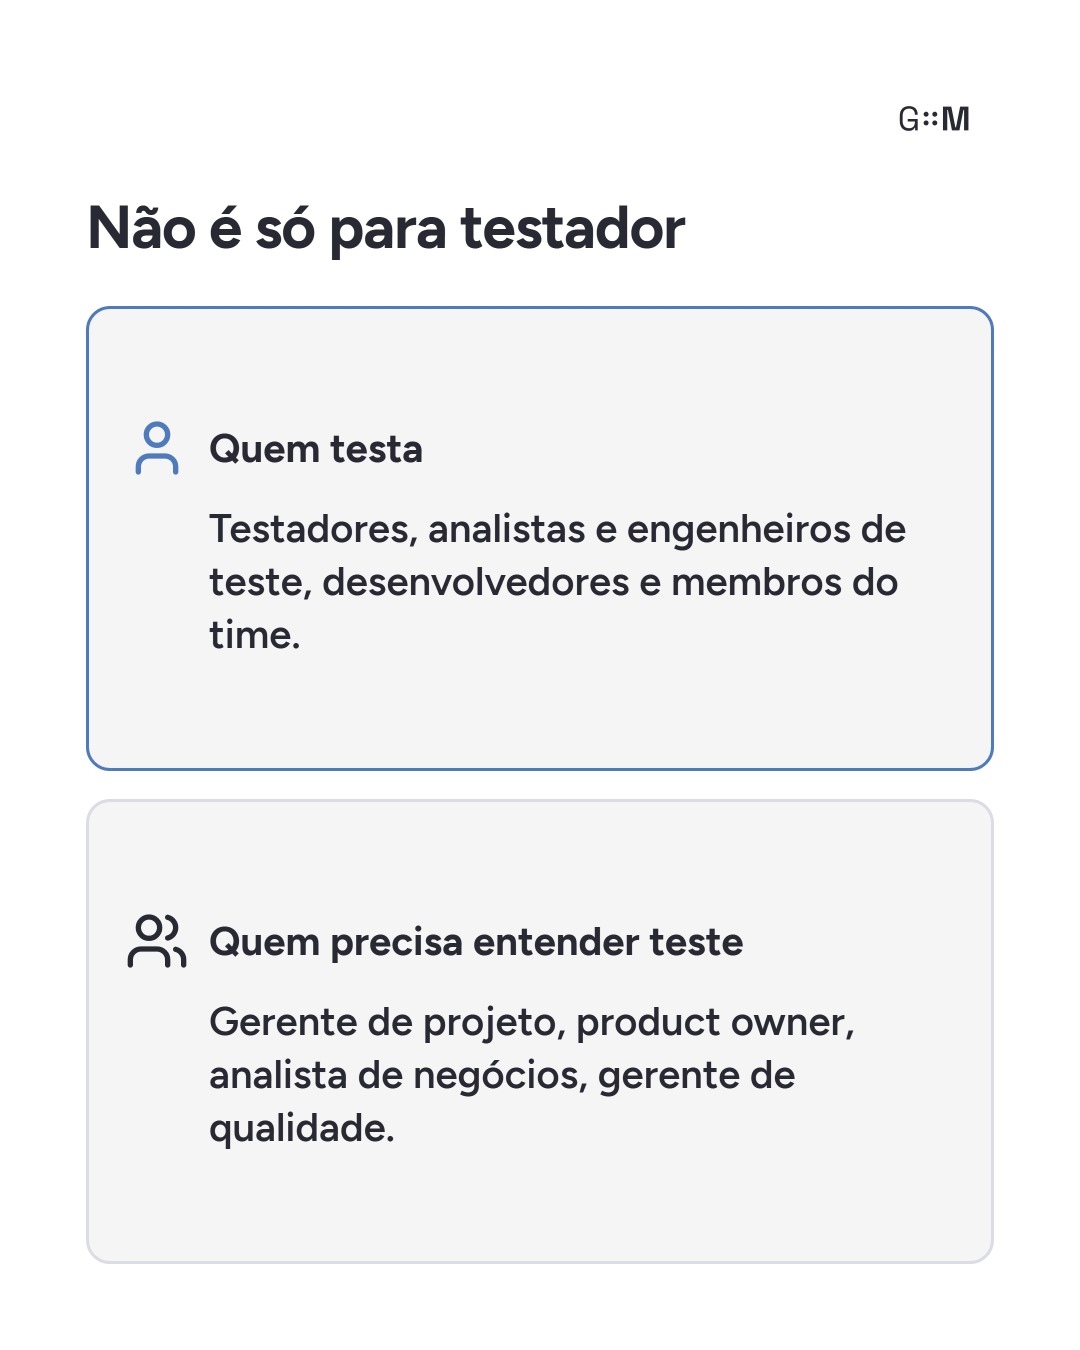 G::M
Não é só para testador
Quem testa
Testadores, analistas e engenheiros de
teste, desenvolvedores e membros do
time.
Quem precisa entender teste
Gerente de projeto, product owner,
analista de negócios, gerente de
qualidade.